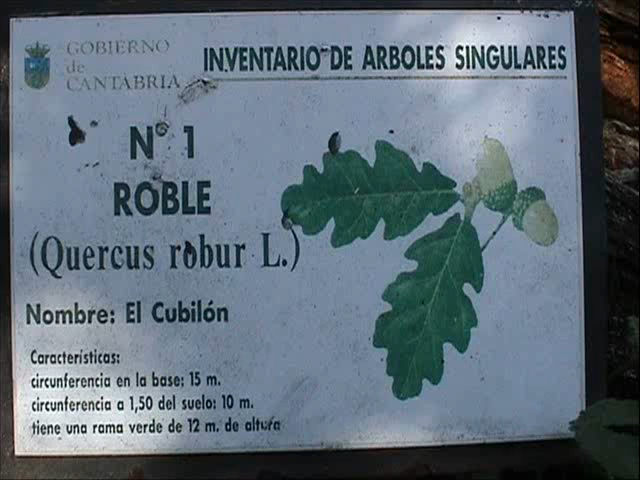 GOBIERNO
de
CANTABRIA
INVENTARIO DE ARBOLES SINGULARES
Nº 1
ROBLE
(Quercus robur L.)
Nombre: El Cubilón
Características:
circunferencia en la base: 15 m.
circunferencia a 1,50 del suelo: 10 m.
tiene una rama verde de 12 m. de altura